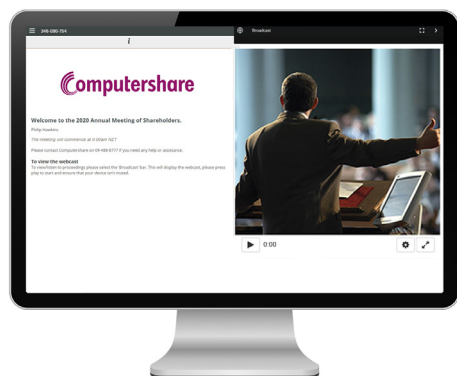 346-080-754
i
Broadcast
Computershare
Welcome to the 2020 Annual Meeting of Shareholders.
Philip Hawkins
The meeting will commence at 11:00am NZT
Please contact Computershare on 09-488-8777 if you need any help or assistance.
To view the webcast
To view/listen to proceedings please select the 'Broadcast' bar. This will display the webcast, please press
play to start and ensure that your device isn't muted.
0:00